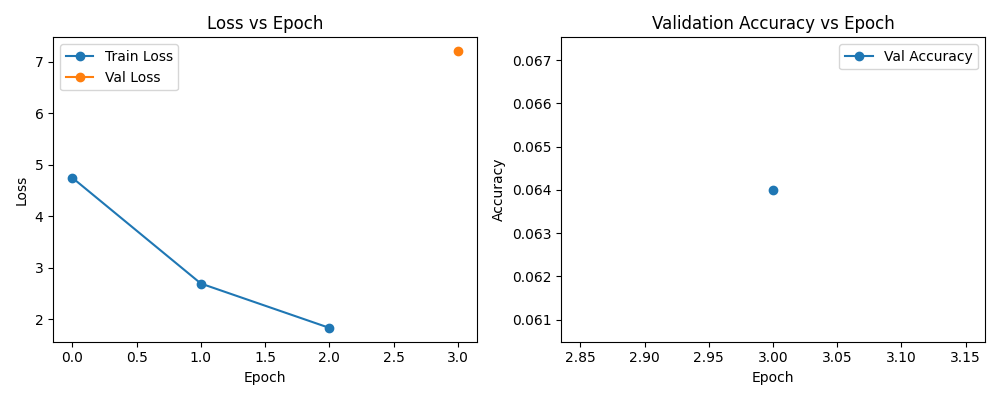 Loss vs Epoch
Train Loss
Val Loss
7
6
5
4
3
2
Loss
0.0 0.5 1.0 1.5 2.0 2.5 3.0
Epoch
Validation Accuracy vs Epoch
Val Accuracy
0.067
0.066
0.065
0.064
0.063
0.062
0.061
Accuracy
2.85 2.90 2.95 3.00 3.05 3.10 3.15
Epoch